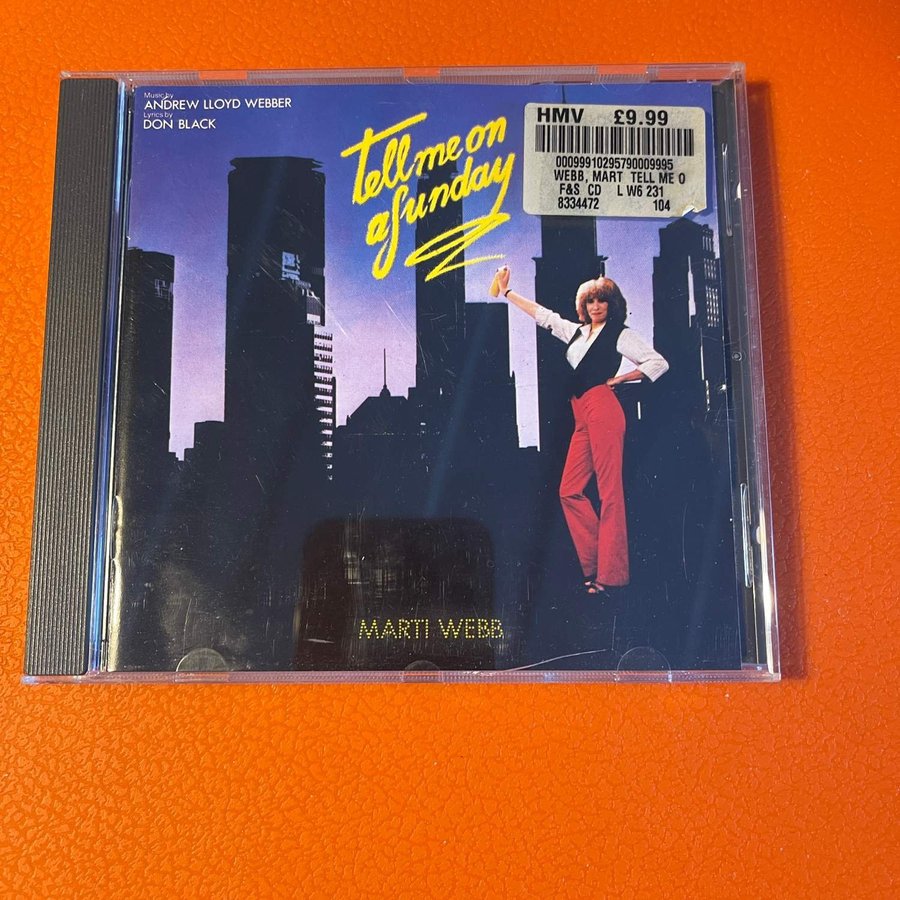 Music by
ANDREW LLOYD WEBBER
Lyrics by
DON BLACK
tell me on
a Sunday
HMV £9.99
00099910295790009995
WEBB, MART TELL ME O
F&S CD L W6 231
8334472 104
MARTI WEBB